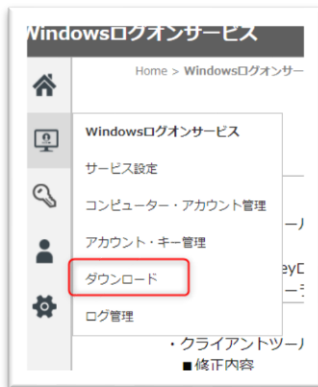 Windowsログオンサービス
Home > Windowsログオンサー
Windowsログオンサービス
サービス設定
コンピューター・アカウント管理
アカウント・キー管理
ダウンロード
ログ管理
・クライアントツール
■修正内容